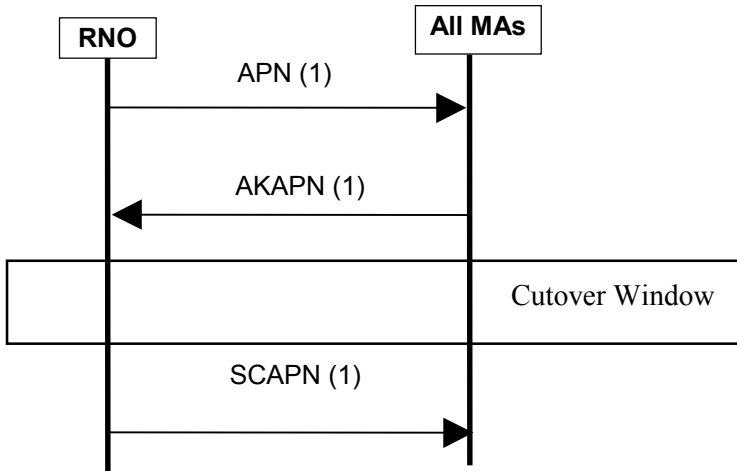 RNO
All MAs
APN (1)
AKAPN (1)
Cutover Window
SCAPN (1)